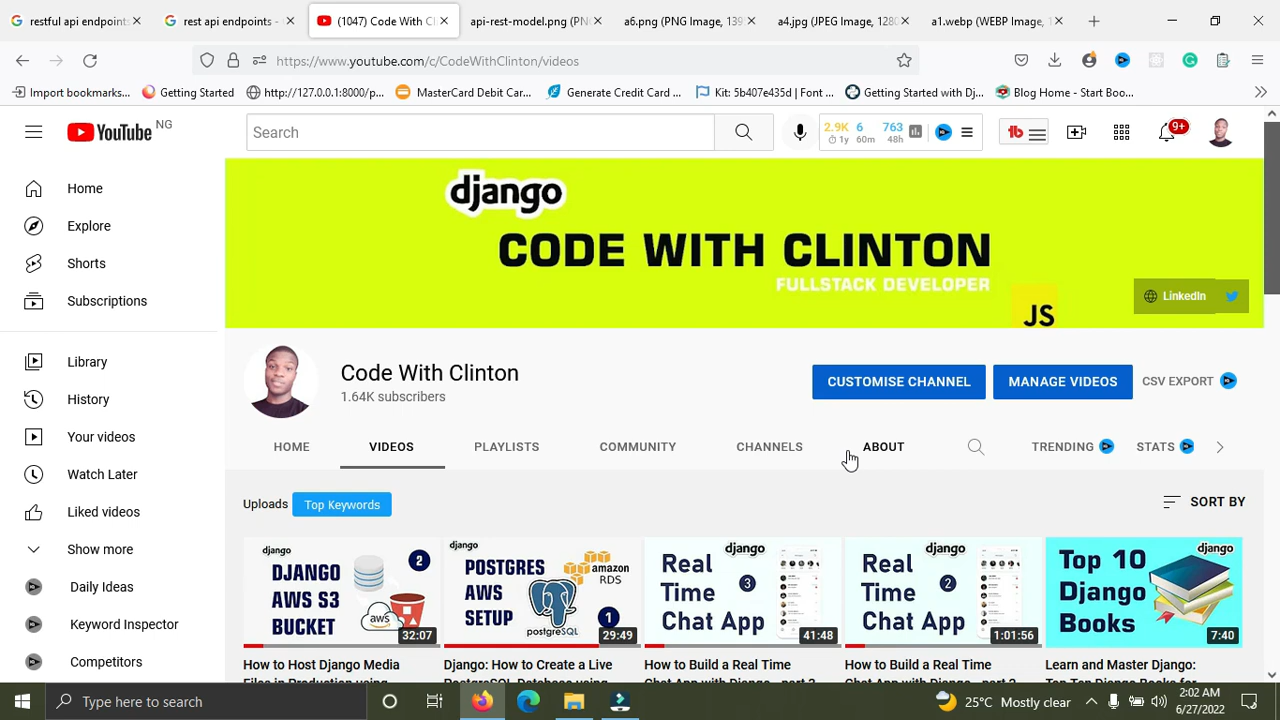 restful api endpoints
rest api endpoints -
(1047) Code With Cl
api-rest-model.png (PN
a6.png (PNG Image, 139
a4.jpg (JPEG Image, 1280
a1.webp (WEBP Image,
https://www.youtube.com/c/CodeWithClinton/videos
Import bookmarks...
Getting Started
http://127.0.0.1:8000/p...
MasterCard Debit Car...
Generate Credit Card ...
Kit: 5b407e435d | Font ...
Getting Started with Dj...
Blog Home - Start Boo...
YouTube NG
Search
2.9K 6 763
1y 60m 48h
tb
9+
Home
Explore
Shorts
Subscriptions
Library
History
Your videos
Watch Later
Liked videos
Show more
Daily Ideas
Keyword Inspector
Competitors
django
CODE WITH CLINTON
FULLSTACK DEVELOPER
JS
LinkedIn
Code With Clinton
1.64K subscribers
CUSTOMISE CHANNEL
MANAGE VIDEOS
CSV EXPORT
HOME
VIDEOS
PLAYLISTS
COMMUNITY
CHANNELS
ABOUT
TRENDING
STATS
Uploads
Top Keywords
SORT BY
django
2
DJANGO
AWS S3
BUCKET
aws
32:07
How to Host Django Media
django
POSTGRES
AWS
SETUP
amazon
RDS
PostgreSQL
1
29:49
Django: How to Create a Live
django
Real
Time
Chat App
3
41:48
How to Build a Real Time
django
Real
Time
Chat App
2
1:01:56
How to Build a Real Time
django
Top 10
Django
Books
7:40
Learn and Master Django:
Type here to search
25°C Mostly clear
2:02 AM
6/27/2022